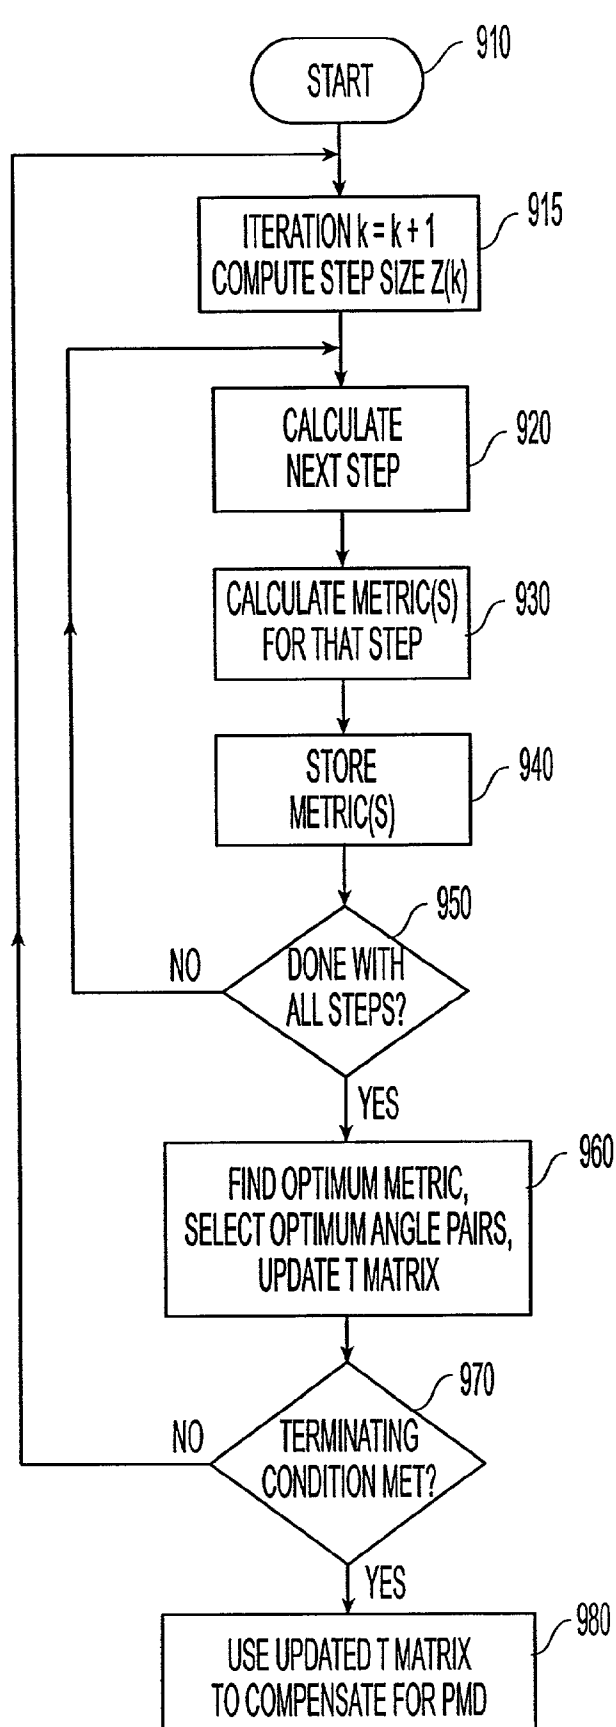 910
START
915
ITERATION k = k + 1
COMPUTE STEP SIZE Z(k)
CALCULATE
NEXT STEP
920
CALCULATE METRIC(S)
FOR THAT STEP
930
STORE
METRIC(S)
940
950
NO
DONE WITH
ALL STEPS?
YES
960
FIND OPTIMUM METRIC,
SELECT OPTIMUM ANGLE PAIRS,
UPDATE T MATRIX
970
NO
TERMINATING
CONDITION MET?
YES
980
USE UPDATED T MATRIX
TO COMPENSATE FOR PMD